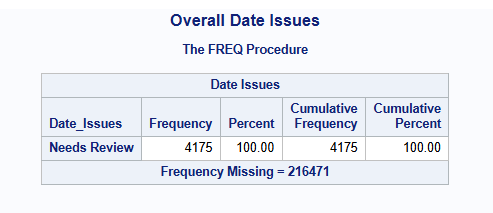 Overall Date Issues
The FREQ Procedure
Date Issues
Date_Issues Frequency Percent Cumulative Frequency Cumulative Percent
Needs Review 4175 100.00 4175 100.00
Frequency Missing = 216471